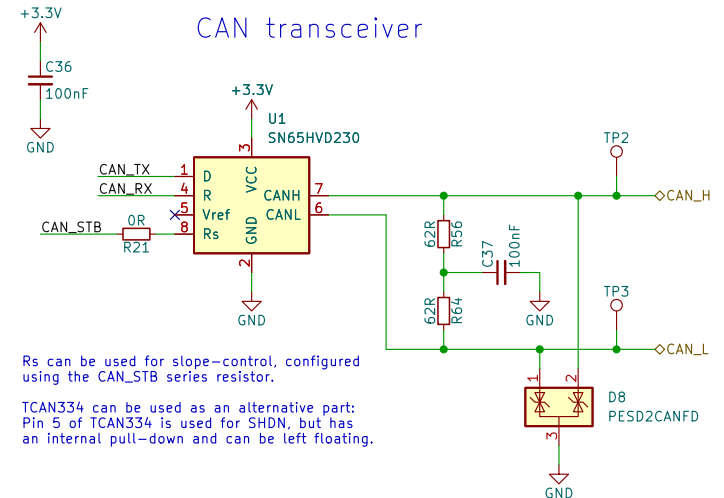 CAN transceiver
+3.3V
C36
100nF
GND
+3.3V
U1
SN65HVD230
3
VCC
CAN_TX
1
D
CAN_RX
4
R
5
Vref
CAN_STB
0R
R21
8
Rs
GND
2
GND
CANH
7
CANL
6
62R
R56
C37
100nF
GND
62R
R64
TP2
CAN_H
TP3
CAN_L
1
2
D8
PESD2CANFD
3
GND
Rs can be used for slope-control, configured
using the CAN_STB series resistor.
TCAN334 can be used as an alternative part:
Pin 5 of TCAN334 is used for SHDN, but has
an internal pull-down and can be left floating.